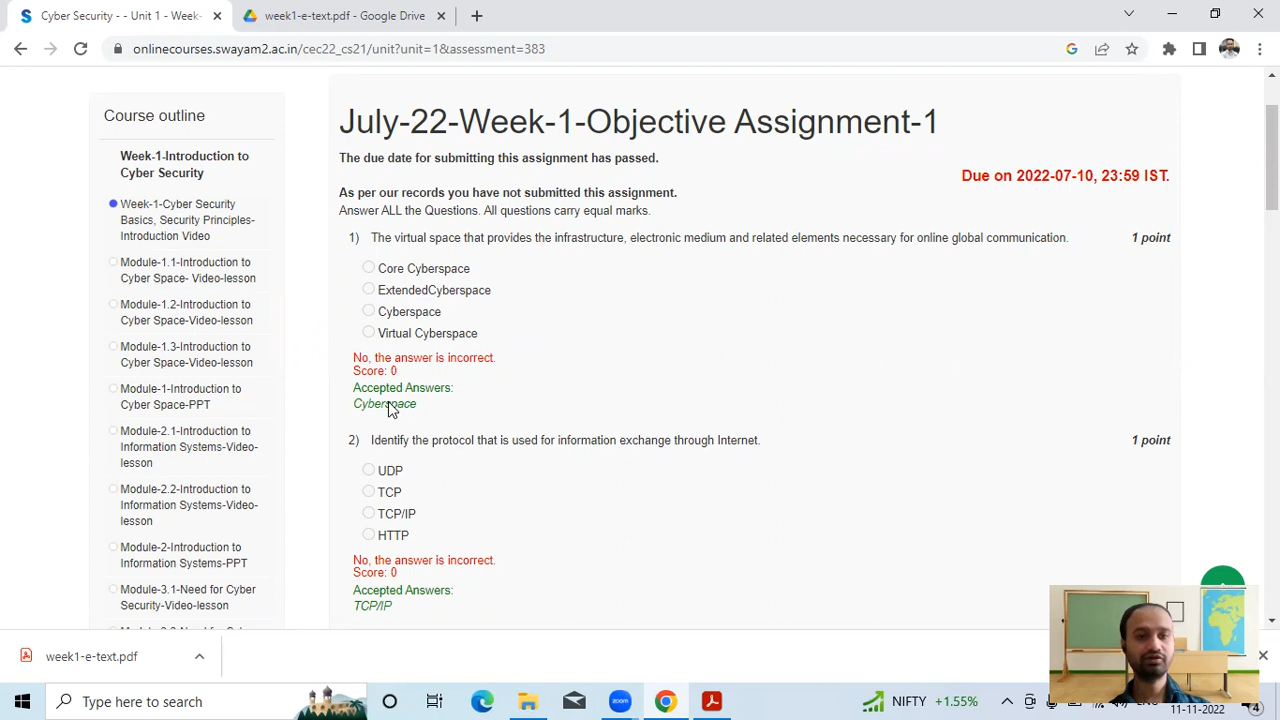 Cyber Security - - Unit 1 - Week-
week1-e-text.pdf - Google Drive
onlinecourses.swayam2.ac.in/cec22_cs21/unit?unit=1&assessment=383
Course outline
Week-1-Introduction to
Cyber Security
Week-1-Cyber Security
Basics, Security Principles-
Introduction Video
Module-1.1-Introduction to
Cyber Space- Video-lesson
Module-1.2-Introduction to
Cyber Space-Video-lesson
Module-1.3-Introduction to
Cyber Space-Video-lesson
Module-1-Introduction to
Cyber Space-PPT
Module-2.1-Introduction to
Information Systems-Video-
lesson
Module-2.2-Introduction to
Information Systems-Video-
lesson
Module-2-Introduction to
Information Systems-PPT
Module-3.1-Need for Cyber
Security-Video-lesson
July-22-Week-1-Objective Assignment-1
The due date for submitting this assignment has passed.
Due on 2022-07-10, 23:59 IST.
As per our records you have not submitted this assignment.
Answer ALL the Questions. All questions carry equal marks.
1) The virtual space that provides the infrastructure, electronic medium and related elements necessary for online global communication. 1 point
Core Cyberspace
ExtendedCyberspace
Cyberspace
Virtual Cyberspace
No, the answer is incorrect.
Score: 0
Accepted Answers:
Cyberspace
2) Identify the protocol that is used for information exchange through Internet. 1 point
UDP
TCP
TCP/IP
HTTP
No, the answer is incorrect.
Score: 0
Accepted Answers:
TCP/IP
week1-e-text.pdf
Type here to search
zoom
NIFTY +1.55%
11-11-2022
4